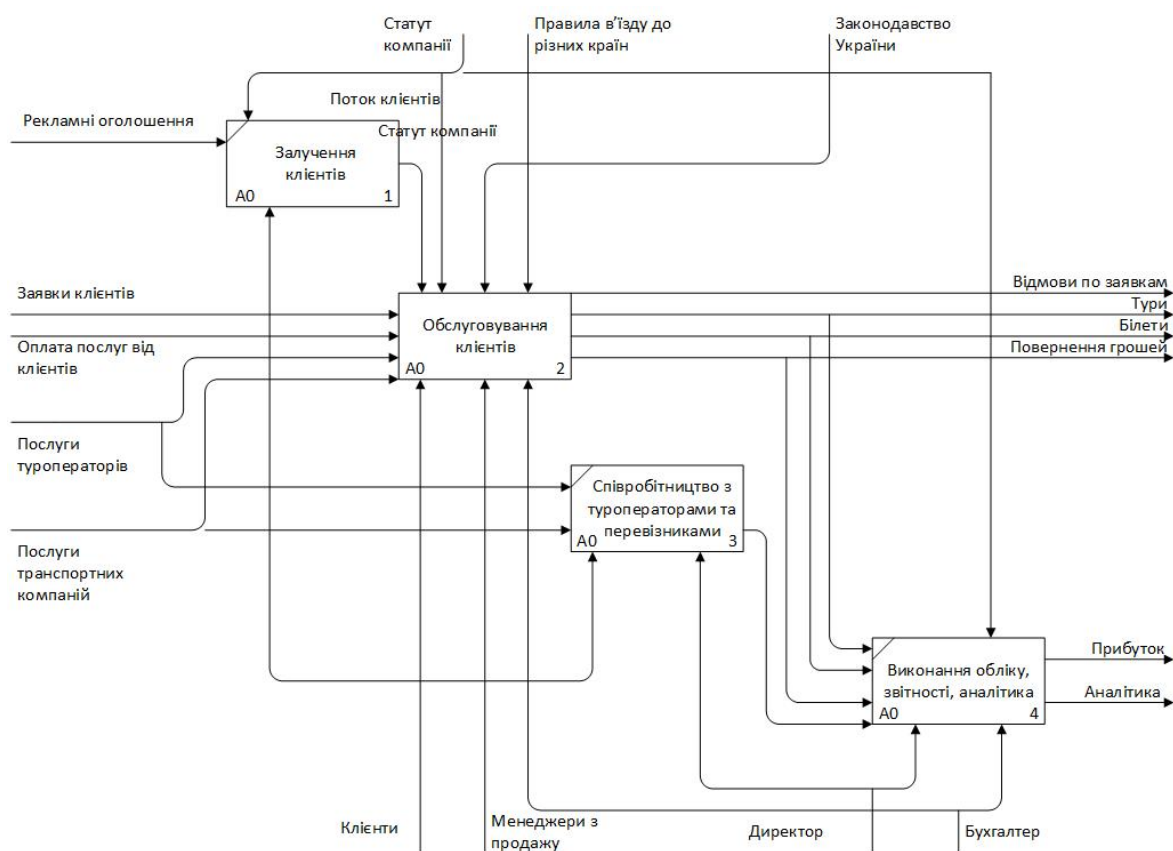 Статут
компанії
Правила в’їзду до
різних країн
Законодавство
України
Поток клієнтів
Рекламні оголошення
Статут компанії
Залучення
клієнтів
A0 1
Заявки клієнтів
Оплата послуг від
клієнтів
Обслуговування
клієнтів
A0 2
Відмови по заявкам
Тури
Білети
Повернення грошей
Послуги
туроператорів
Співробітництво з
туроператорами та
перевізниками
A0 3
Послуги
транспортних
компаній
Виконання обліку,
звітності, аналітика
A0 4
Прибуток
Аналітика
Клієнти
Менеджери з
продажу
Директор
Бухгалтер